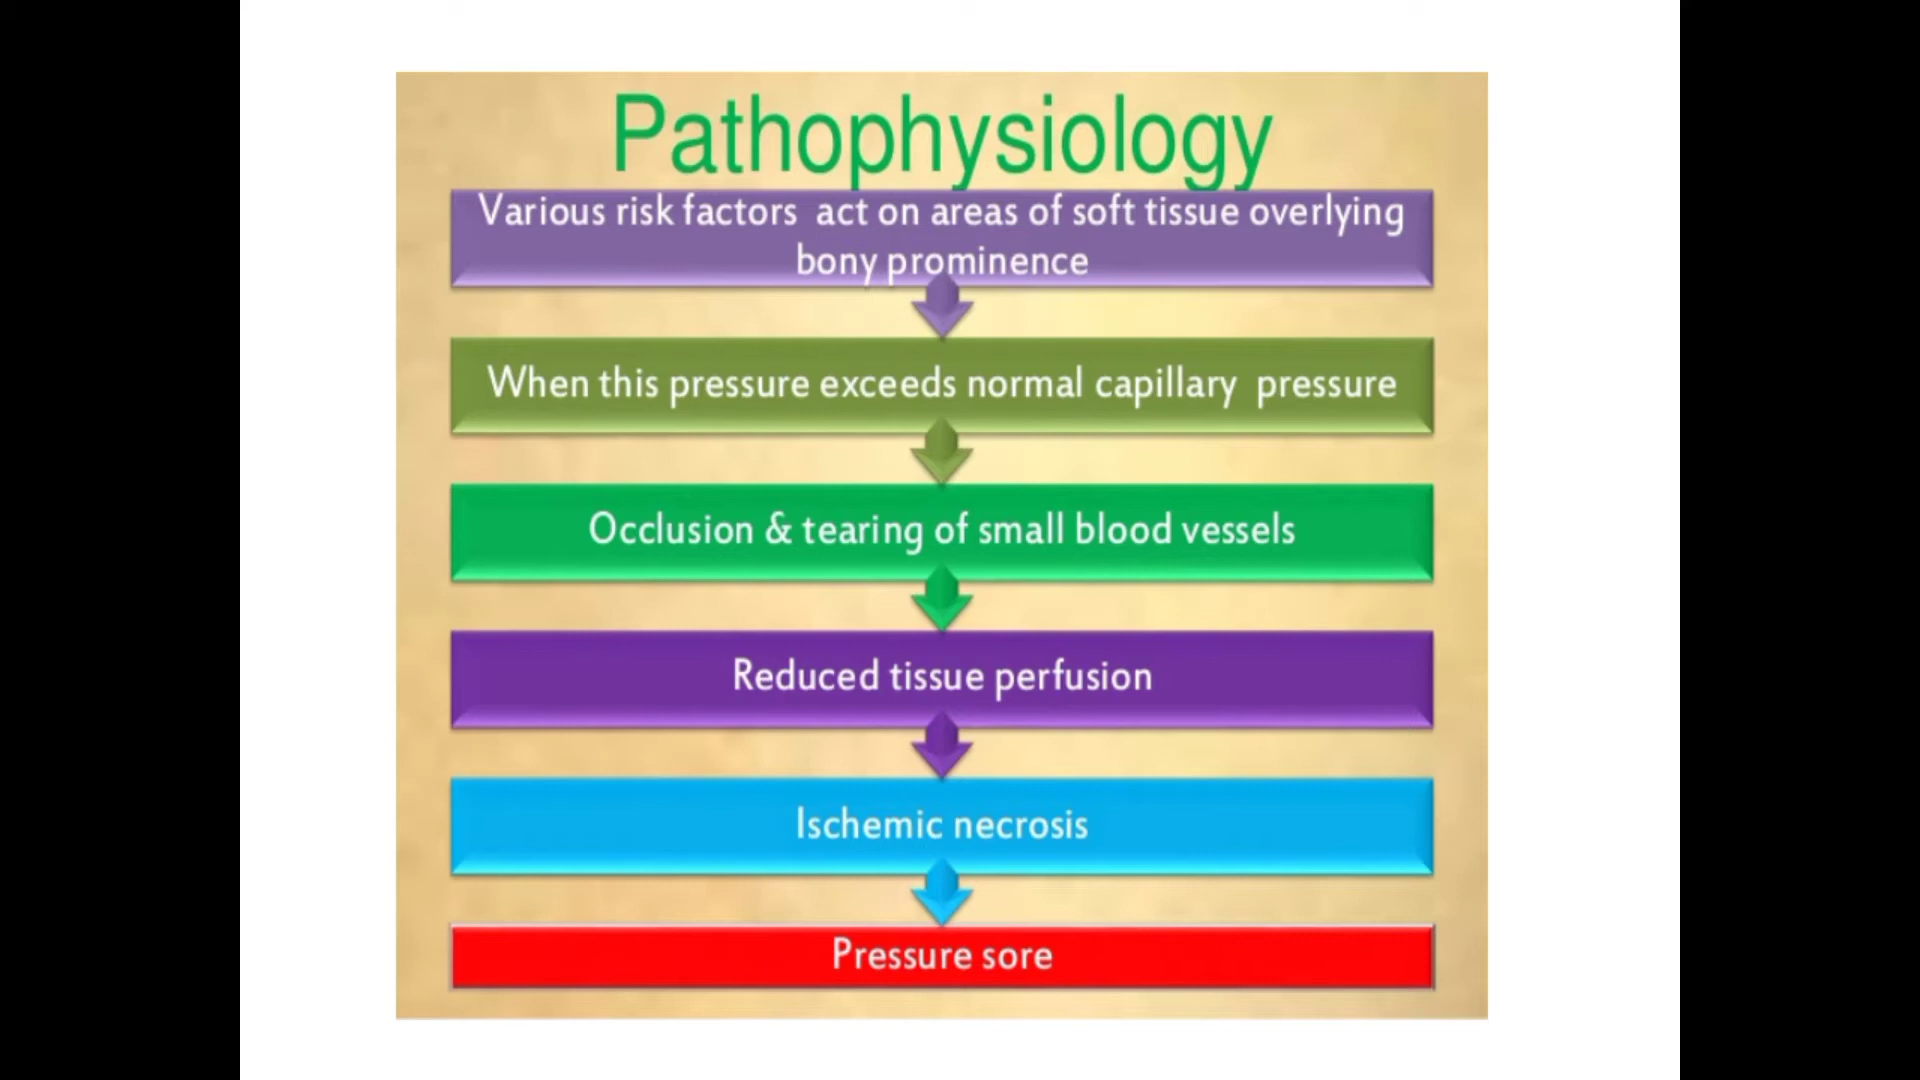 Pathophysiology
Various risk factors act on areas of soft tissue overlying
bony prominence
When this pressure exceeds normal capillary pressure
Occlusion & tearing of small blood vessels
Reduced tissue perfusion
Ischemic necrosis
Pressure sore